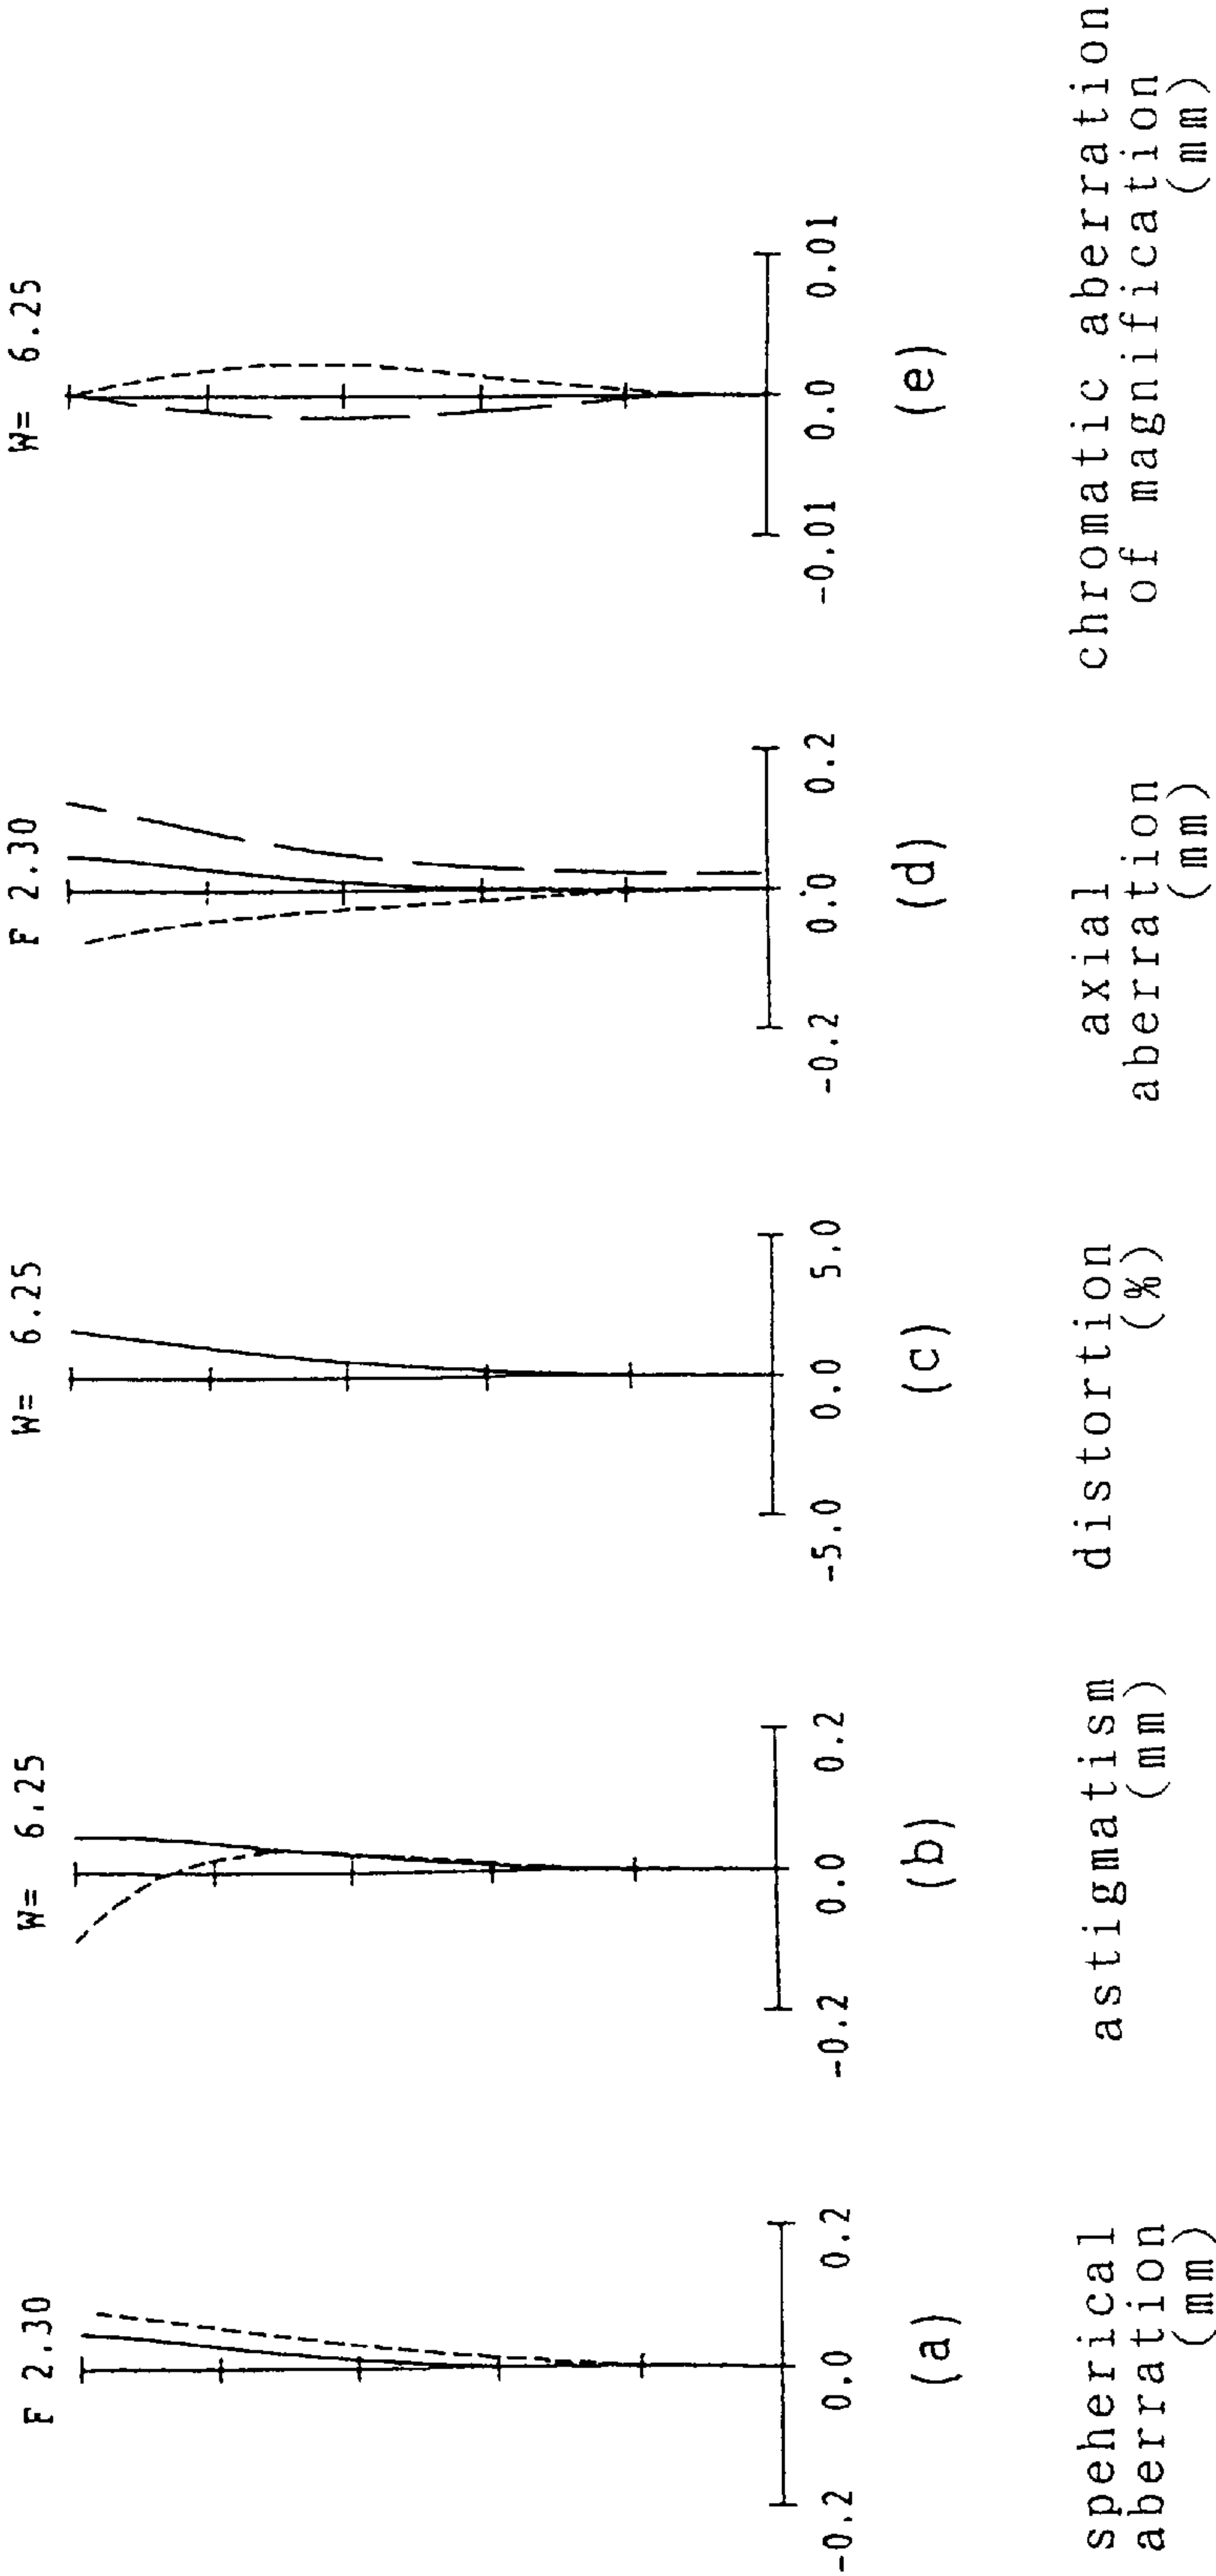 F 2.30
-0.2 0.0 0.2
(a)
speherical
aberration
(mm)
W= 6.25
-0.2 0.0 0.2
(b)
astigmatism
(mm)
W= 6.25
-5.0 0.0 5.0
(c)
distortion
(%)
F 2.30
-0.2 0.0 0.2
(d)
axial
aberration
(mm)
W= 6.25
-0.01 0.0 0.01
(e)
chromatic aberration
of magnification
(mm)